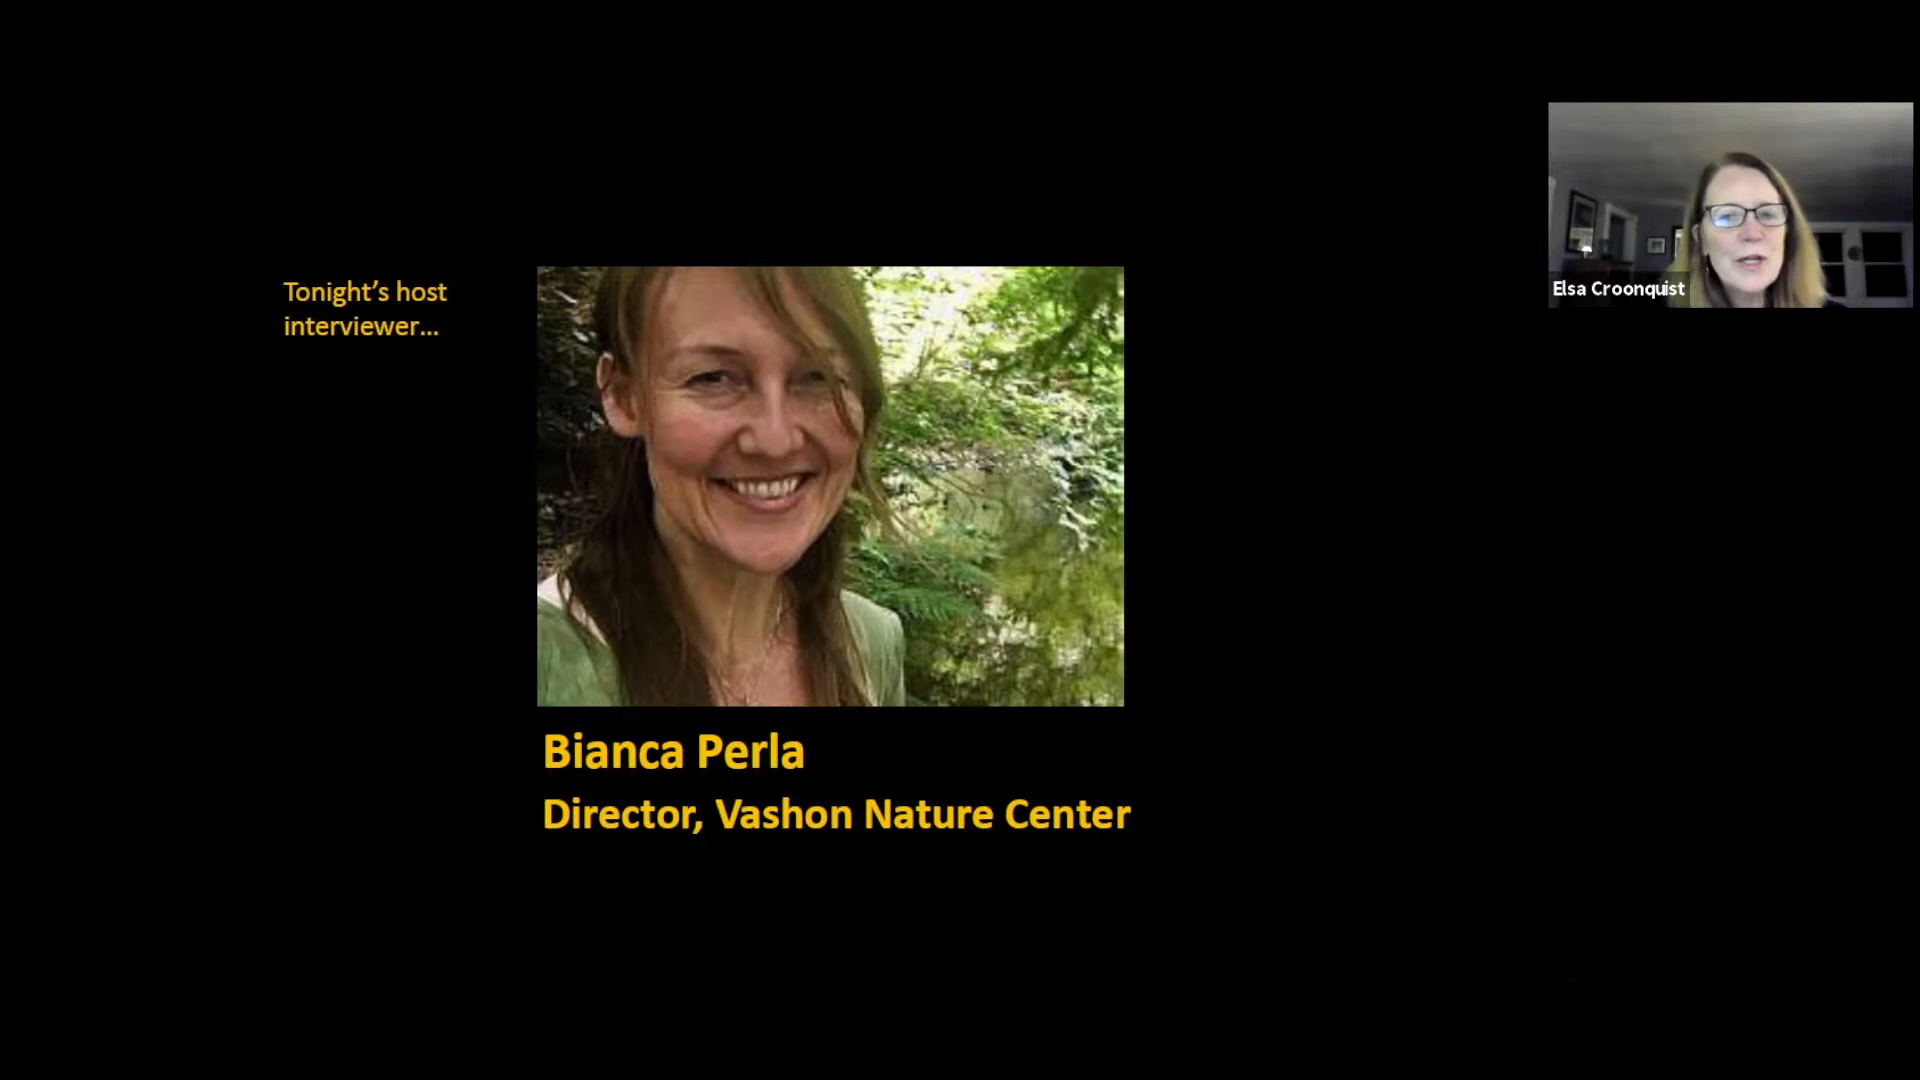 Tonight’s host
interviewer...
Elsa Croonquist
Bianca Perla
Director, Vashon Nature Center